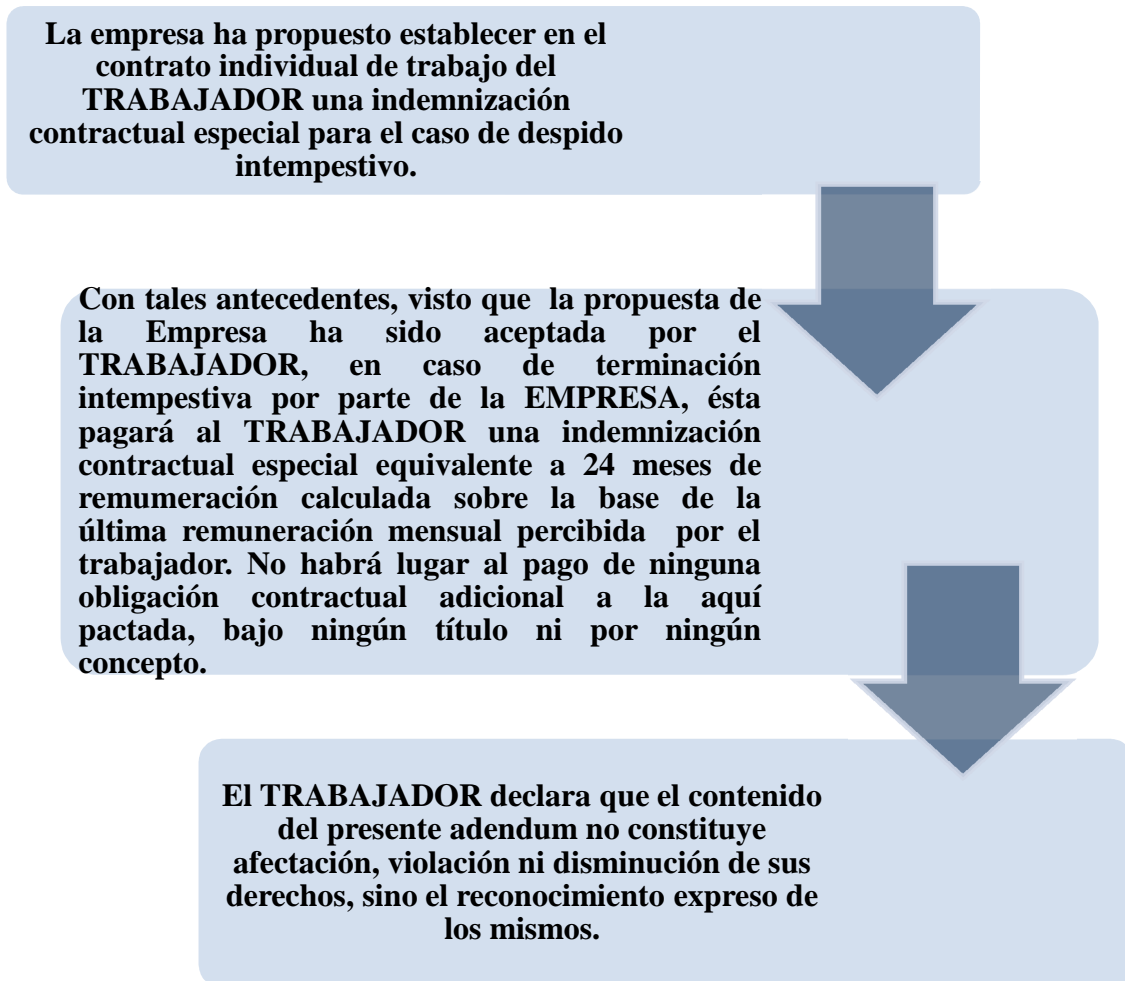 La empresa ha propuesto establecer en el
contrato individual de trabajo del
TRABAJADOR una indemnización
contractual especial para el caso de despido
intempestivo.
Con tales antecedentes, visto que la propuesta de
la Empresa ha sido aceptada por el
TRABAJADOR, en caso de terminación
intempestiva por parte de la EMPRESA, ésta
pagará al TRABAJADOR una indemnización
contractual especial equivalente a 24 meses de
remumeración calculada sobre la base de la
última remuneración mensual percibida por el
trabajador. No habrá lugar al pago de ninguna
obligación contractual adicional a la aquí
pactada, bajo ningún título ni por ningún
concepto.
El TRABAJADOR declara que el contenido
del presente adendum no constituye
afectación, violación ni disminución de sus
derechos, sino el reconocimiento expreso de
los mismos.